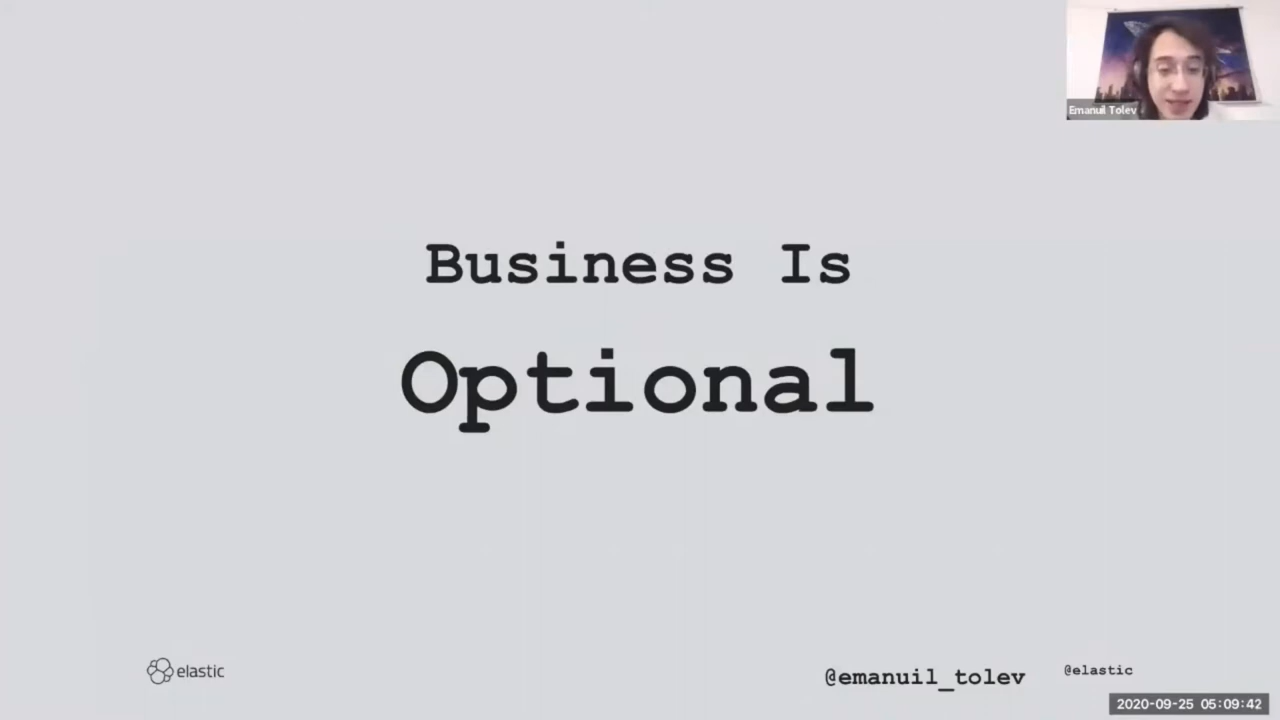 Emanuil Tolev
Business Is
Optional
elastic
@emanuil_tolev
@elastic
2020-09-25 05:09:42